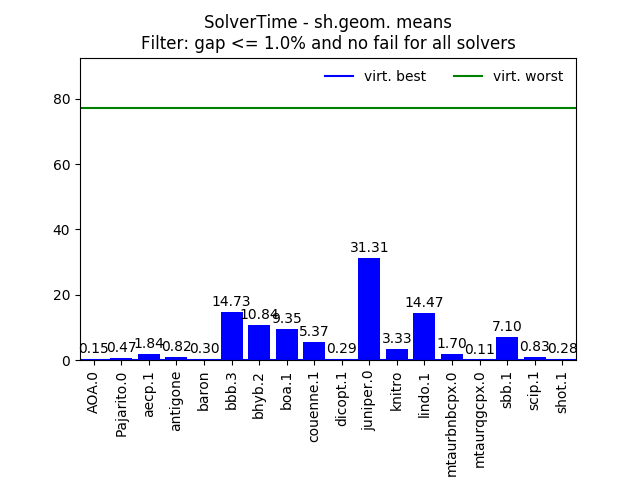 SolverTime - sh.geom. means
Filter: gap <= 1.0% and no fail for all solvers
virt. best
virt. worst
80
60
40
20
0
0.15
0.47
1.84
0.82
0.30
14.73
10.84
9.35
5.37
0.29
31.31
3.33
14.47
1.70
0.11
7.10
0.83
0.28
AOA.0
Pajarito.0
aecp.1
antigone
baron
bbb.3
bhyb.2
boa.1
couenne.1
dicopt.1
juniper.0
knitro
lindo.1
mtaurbnbcpx.0
mtaurqgcpx.0
sbb.1
scip.1
shot.1